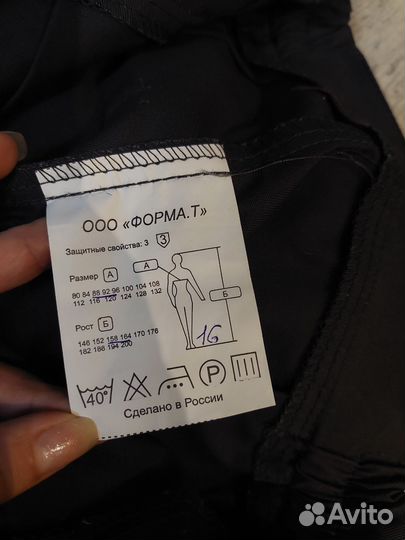 ООО «ФОРМА.Т»
Защитные свойства: З 3
Размер А А
80 84 88 92 96 100 104 108
112 116 120 124 128 132
Рост Б Б
146 152 158 164 170 176
182 188 194 200
16
40° P
Сделано в России
Avito